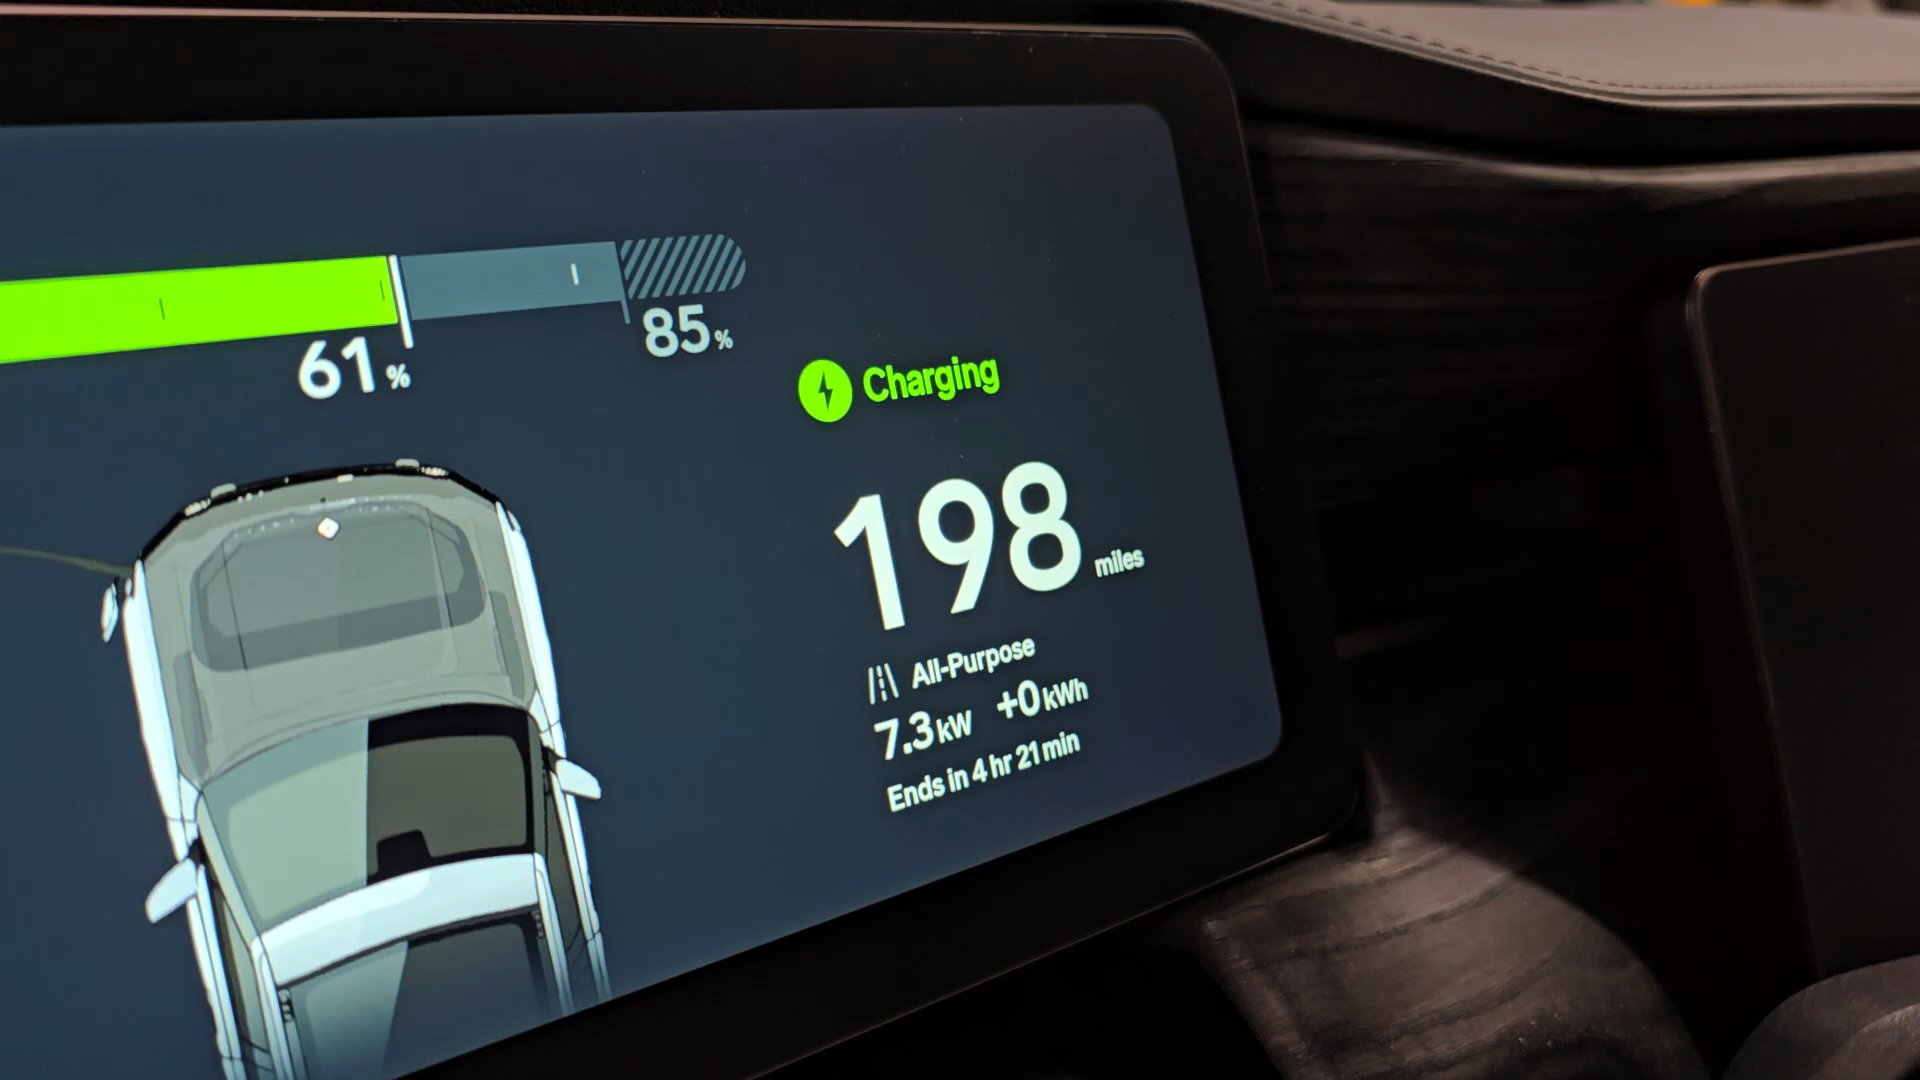 61%
85%
Charging
198 miles
All-Purpose
7.3 kW +0 kWh
Ends in 4 hr 21 min